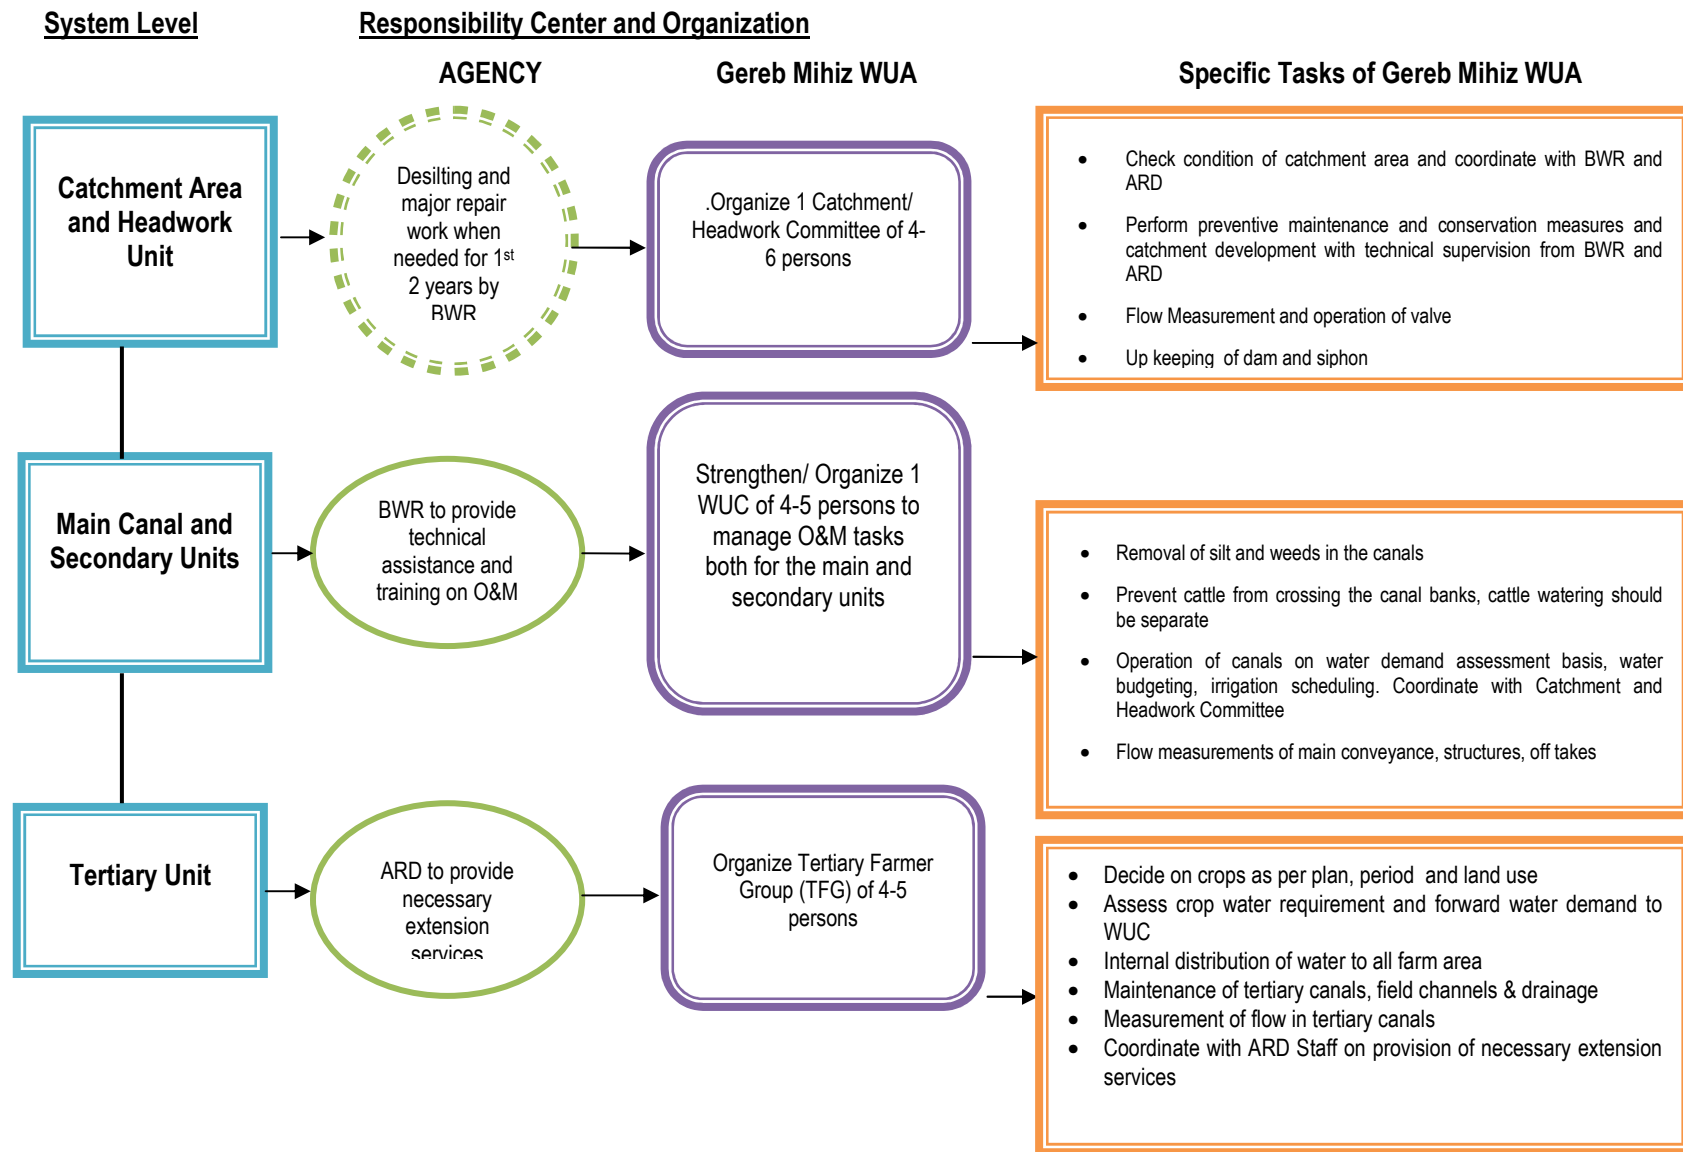 System Level
Responsibility Center and Organization
AGENCY
Gereb Mihiz WUA
Specific Tasks of Gereb Mihiz WUA
Catchment Area
and Headwork
Unit
Desilting and
major repair
work when
needed for 1st
2 years by
BWR
.Organize 1 Catchment/
Headwork Committee of 4-
6 persons
• Check condition of catchment area and coordinate with BWR and
ARD
• Perform preventive maintenance and conservation measures and
catchment development with technical supervision from BWR and
ARD
• Flow Measurement and operation of valve
• Up keeping of dam and siphon
Main Canal and
Secondary Units
BWR to provide
technical
assistance and
training on O&M
Strengthen/ Organize 1
WUC of 4-5 persons to
manage O&M tasks
both for the main and
secondary units
• Removal of silt and weeds in the canals
• Prevent cattle from crossing the canal banks, cattle watering should
be separate
• Operation of canals on water demand assessment basis, water
budgeting, irrigation scheduling. Coordinate with Catchment and
Headwork Committee
• Flow measurements of main conveyance, structures, off takes
Tertiary Unit
ARD to provide
necessary
extension
services
Organize Tertiary Farmer
Group (TFG) of 4-5
persons
• Decide on crops as per plan, period and land use
• Assess crop water requirement and forward water demand to
WUC
• Internal distribution of water to all farm area
• Maintenance of tertiary canals, field channels & drainage
• Measurement of flow in tertiary canals
• Coordinate with ARD Staff on provision of necessary extension
services